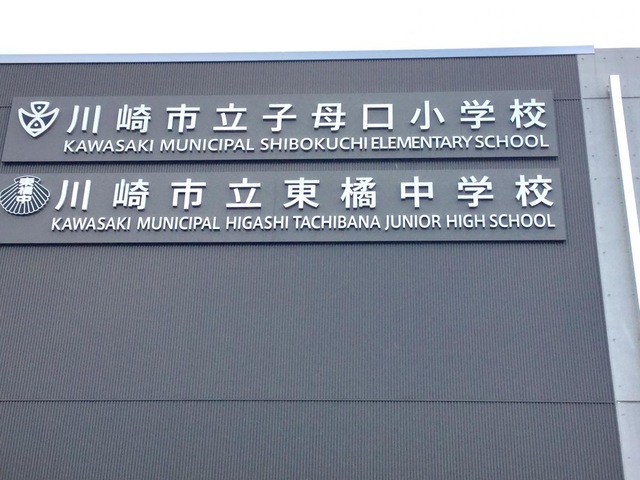 川崎市立子母口小学校
KAWASAKI MUNICIPAL SHIBOKUCHI ELEMENTARY SCHOOL
川崎市立東橘中学校
KAWASAKI MUNICIPAL HIGASHI TACHIBANA JUNIOR HIGH SCHOOL